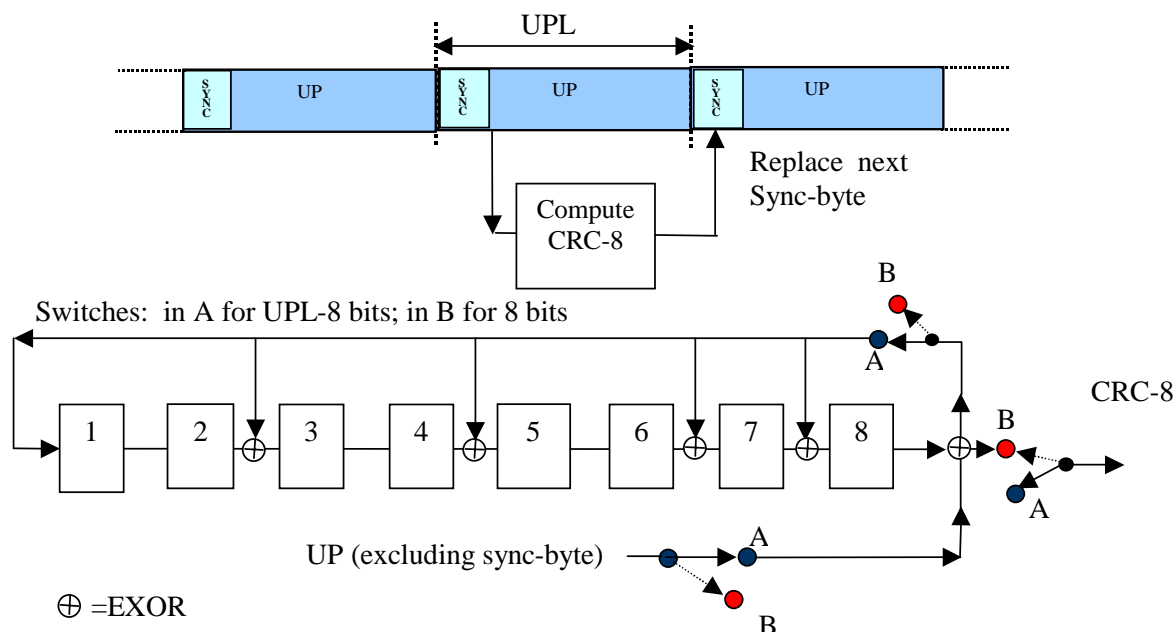 UPL
SYNC
UP
SYNC
UP
SYNC
UP
Replace next
Sync-byte
Compute
CRC-8
B
Switches: in A for UPL-8 bits; in B for 8 bits
A
CRC-8
1
2
3
4
5
6
7
8
B
A
UP (excluding sync-byte)
A
B
⊕ =EXOR